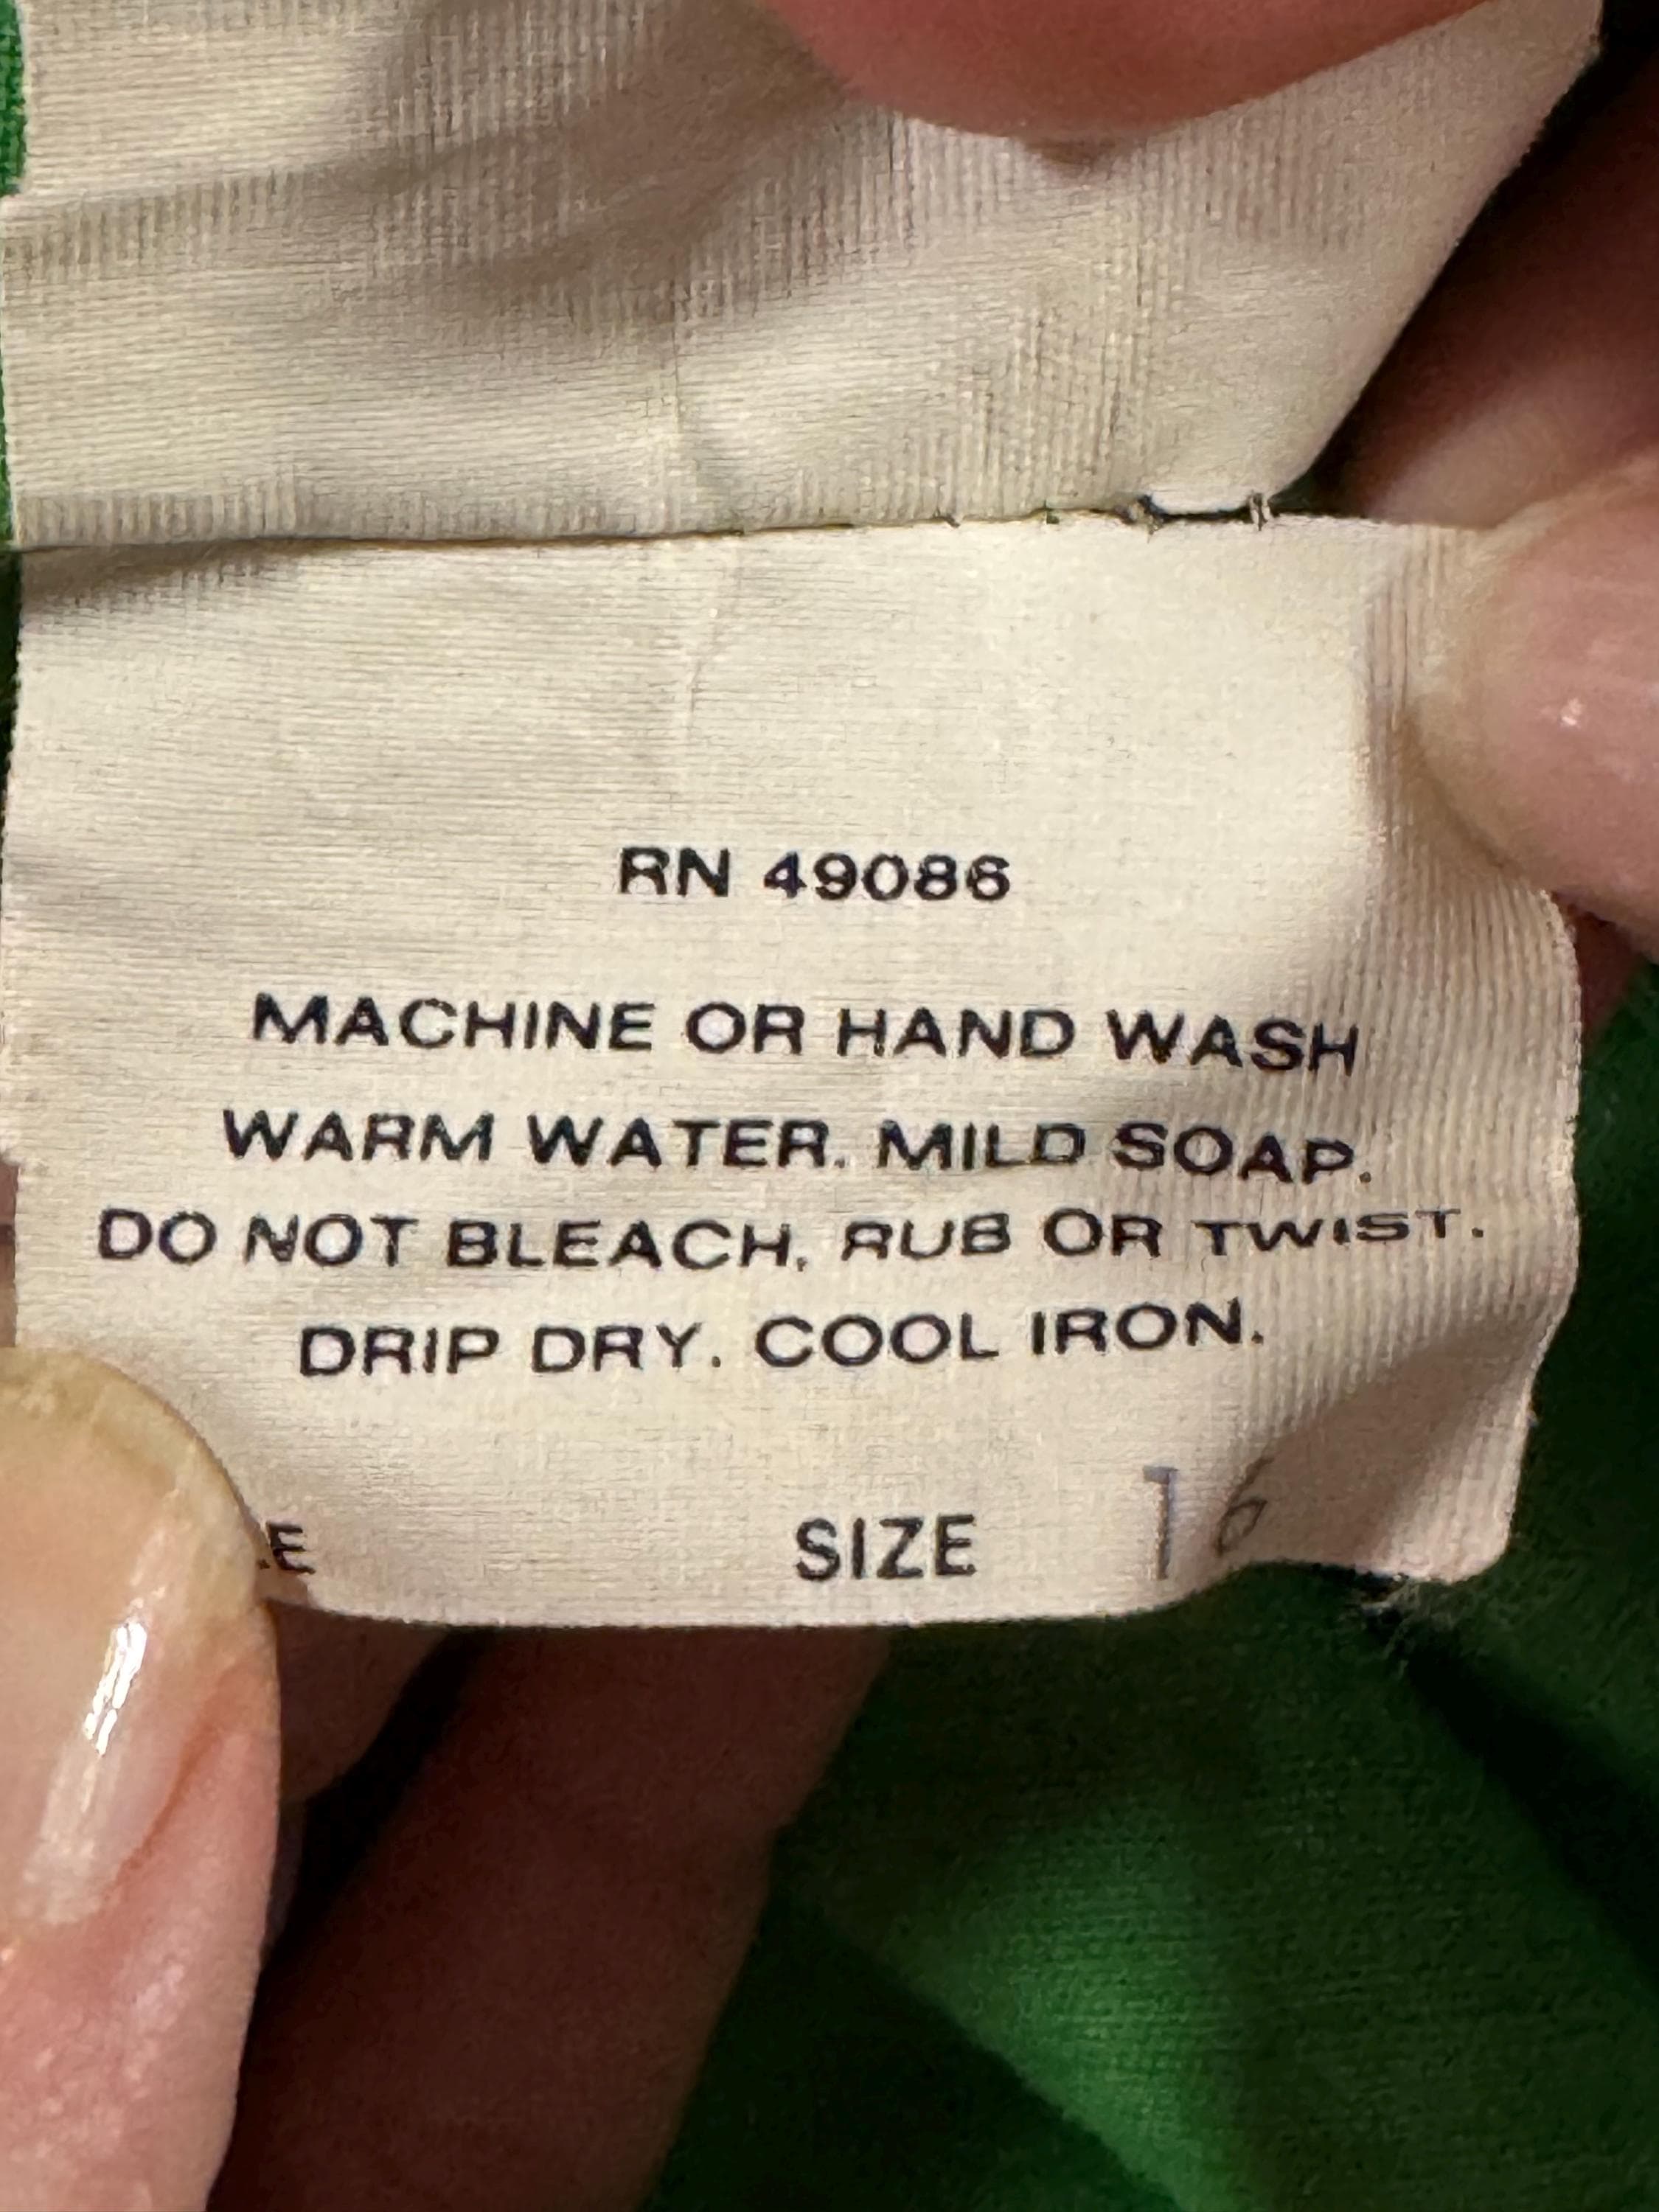 RN 49086
MACHINE OR HAND WASH
WARM WATER. MILD SOAP.
DO NOT BLEACH, RUB OR TWIST.
DRIP DRY. COOL IRON.
SIZE 16